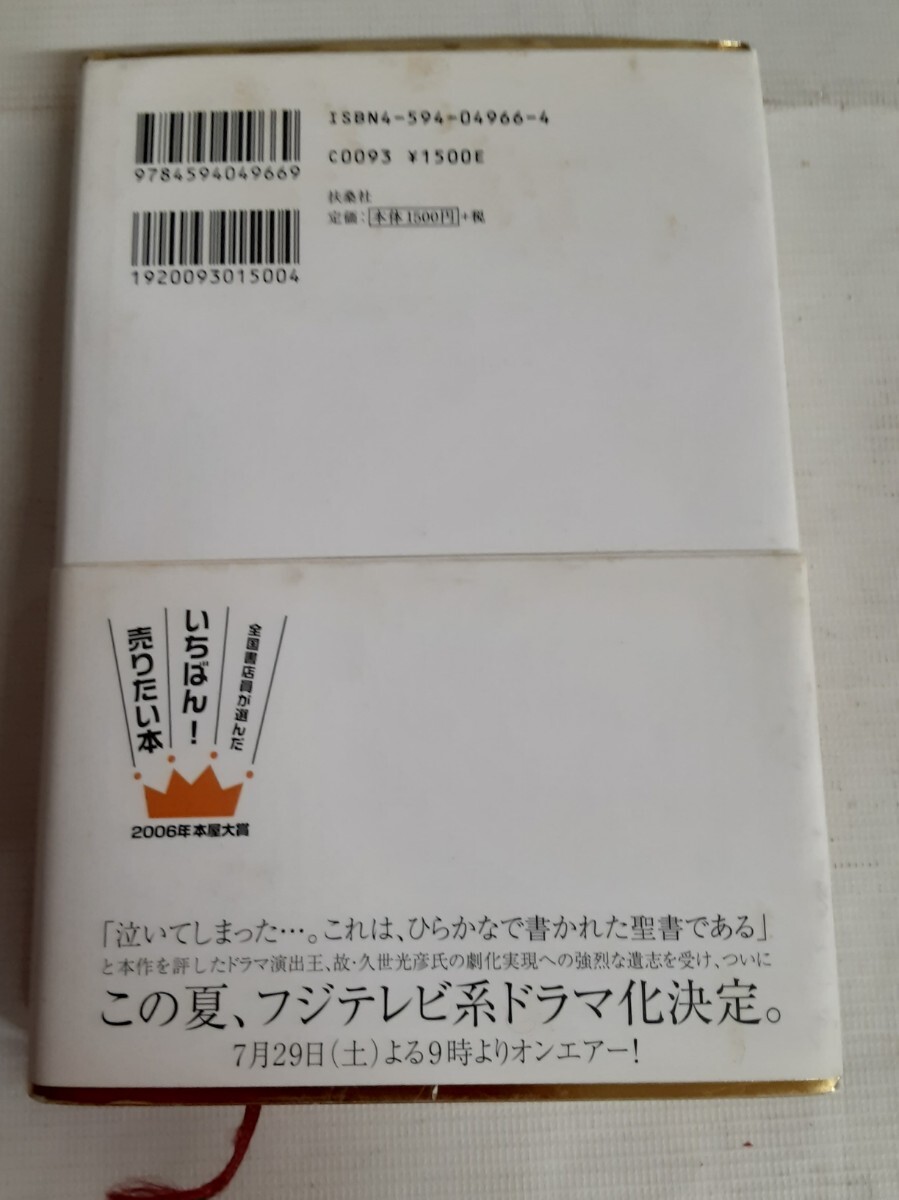 ISBN4-594-04966-4
9784594049669
C0093 ¥1500E
扶桑社
定価：本体1500円+税
1920093015004
全国書店員が選んだ
いちばん！
売りたい本
2006年本屋大賞
「泣いてしまった…。これは、ひらかなで書かれた聖書である」
と本作を評したドラマ演出王、故・久世光彦氏の劇化実現への強烈な遺志を受け、ついに
この夏、フジテレビ系ドラマ化決定。
7月29日(土)よる9時よりオンエアー！